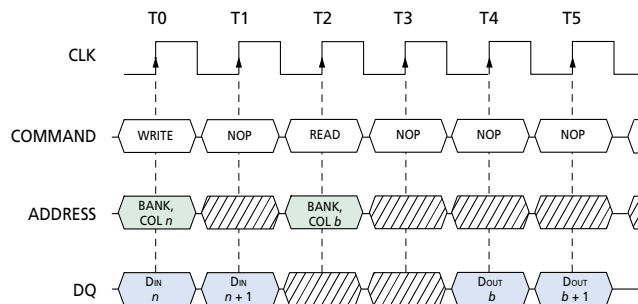 T0 T1 T2 T3 T4 T5
CLK
COMMAND WRITE NOP READ NOP NOP NOP
ADDRESS BANK, COL n BANK, COL b
DQ DIN n DIN n + 1 DOUT b DOUT b + 1